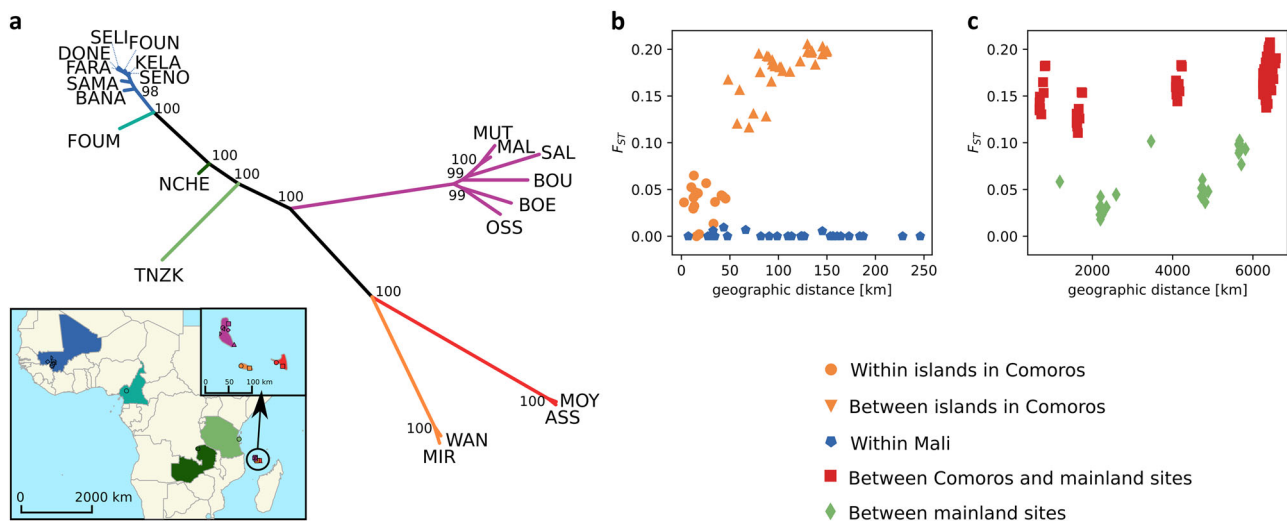 a
SELI
FOUN
DONE
KELA
FARA
SENO
SAMA
98
BANA
100
FOUM
100
NCHE
100
100
TNZK
MUT
MAL
SAL
100
99
BOU
99
BOE
OSS
100
100
MOY
ASS
100
WAN
MIR
0 50 100 km
0 2000 km
b
FST
0.20
0.15
0.10
0.05
0.00
0 50 100 150 200 250
geographic distance [km]
c
FST
0.20
0.15
0.10
0.05
0.00
2000 4000 6000
geographic distance [km]
Within islands in Comoros
Between islands in Comoros
Within Mali
Between Comoros and mainland sites
Between mainland sites